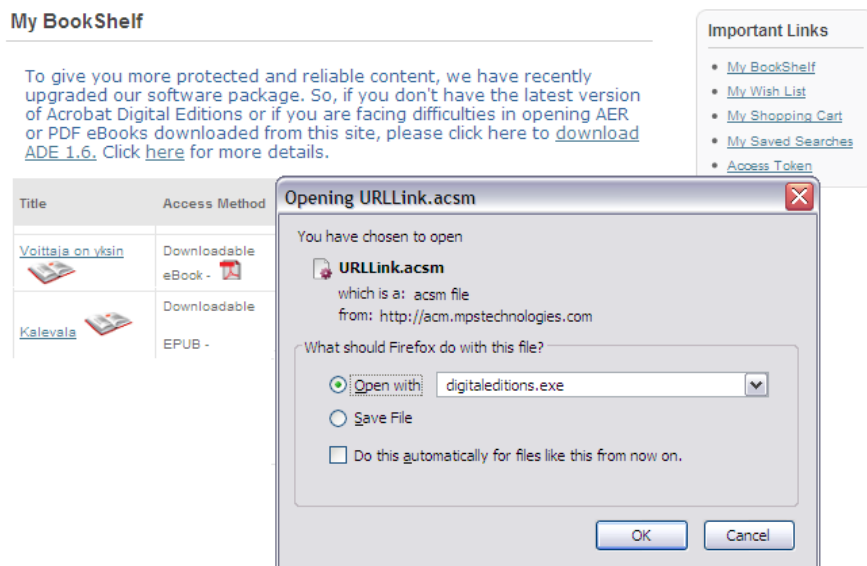 My BookShelf
To give you more protected and reliable content, we have recently
upgraded our software package. So, if you don't have the latest version
of Acrobat Digital Editions or if you are facing difficulties in opening AER
or PDF eBooks downloaded from this site, please click here to download
ADE 1.6. Click here for more details.
Important Links
My BookShelf
My Wish List
My Shopping Cart
My Saved Searches
Access Token
Title Access Method
Voittaja on yksin
Downloadable
eBook -
Kalevala
Downloadable
EPUB -
Opening URLLink.acsm
You have chosen to open
URLLink.acsm
which is a: acsm file
from: http://acm.mpstechnologies.com
What should Firefox do with this file?
Open with digitaleditions.exe
Save File
Do this automatically for files like this from now on.
OK Cancel